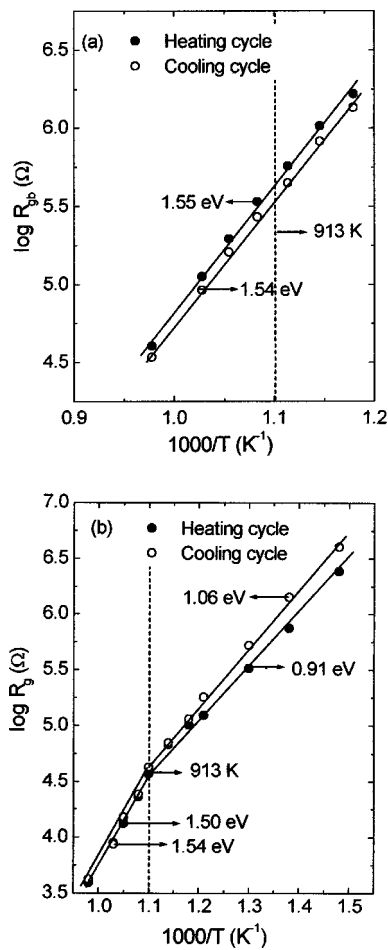 (a)
Heating cycle
Cooling cycle
6.5
6.0
5.5
5.0
4.5
log R_gb (Ω)
1.55 eV
913 K
1.54 eV
0.9 1.0 1.1 1.2
1000/T (K⁻¹)
(b)
Heating cycle
Cooling cycle
7.0
6.5
6.0
5.5
5.0
4.5
4.0
3.5
log R_g (Ω)
1.06 eV
0.91 eV
913 K
1.50 eV
1.54 eV
1.0 1.1 1.2 1.3 1.4 1.5
1000/T (K⁻¹)